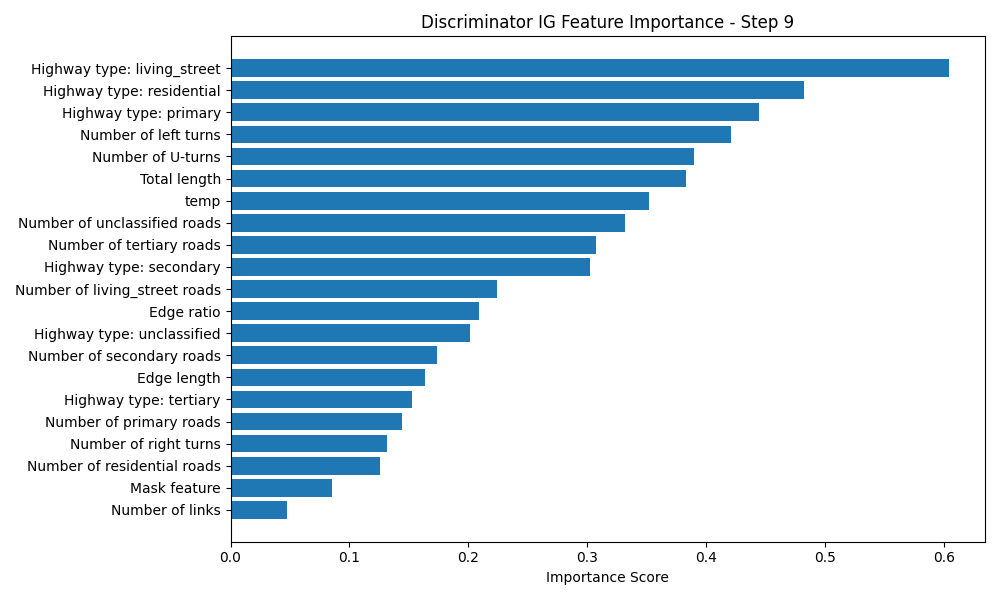 Discriminator IG Feature Importance - Step 9
Highway type: living_street
Highway type: residential
Highway type: primary
Number of left turns
Number of U-turns
Total length
temp
Number of unclassified roads
Number of tertiary roads
Highway type: secondary
Number of living_street roads
Edge ratio
Highway type: unclassified
Number of secondary roads
Edge length
Highway type: tertiary
Number of primary roads
Number of right turns
Number of residential roads
Mask feature
Number of links
0.0 0.1 0.2 0.3 0.4 0.5 0.6
Importance Score